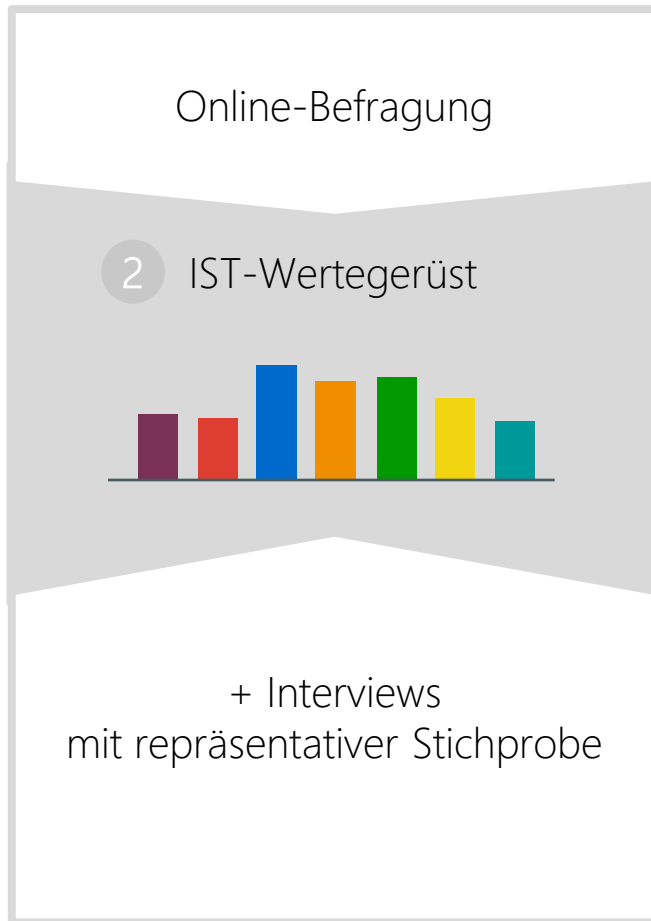 Online-Befragung
2 IST-Wertegerüst
+ Interviews
mit repräsentativer Stichprobe